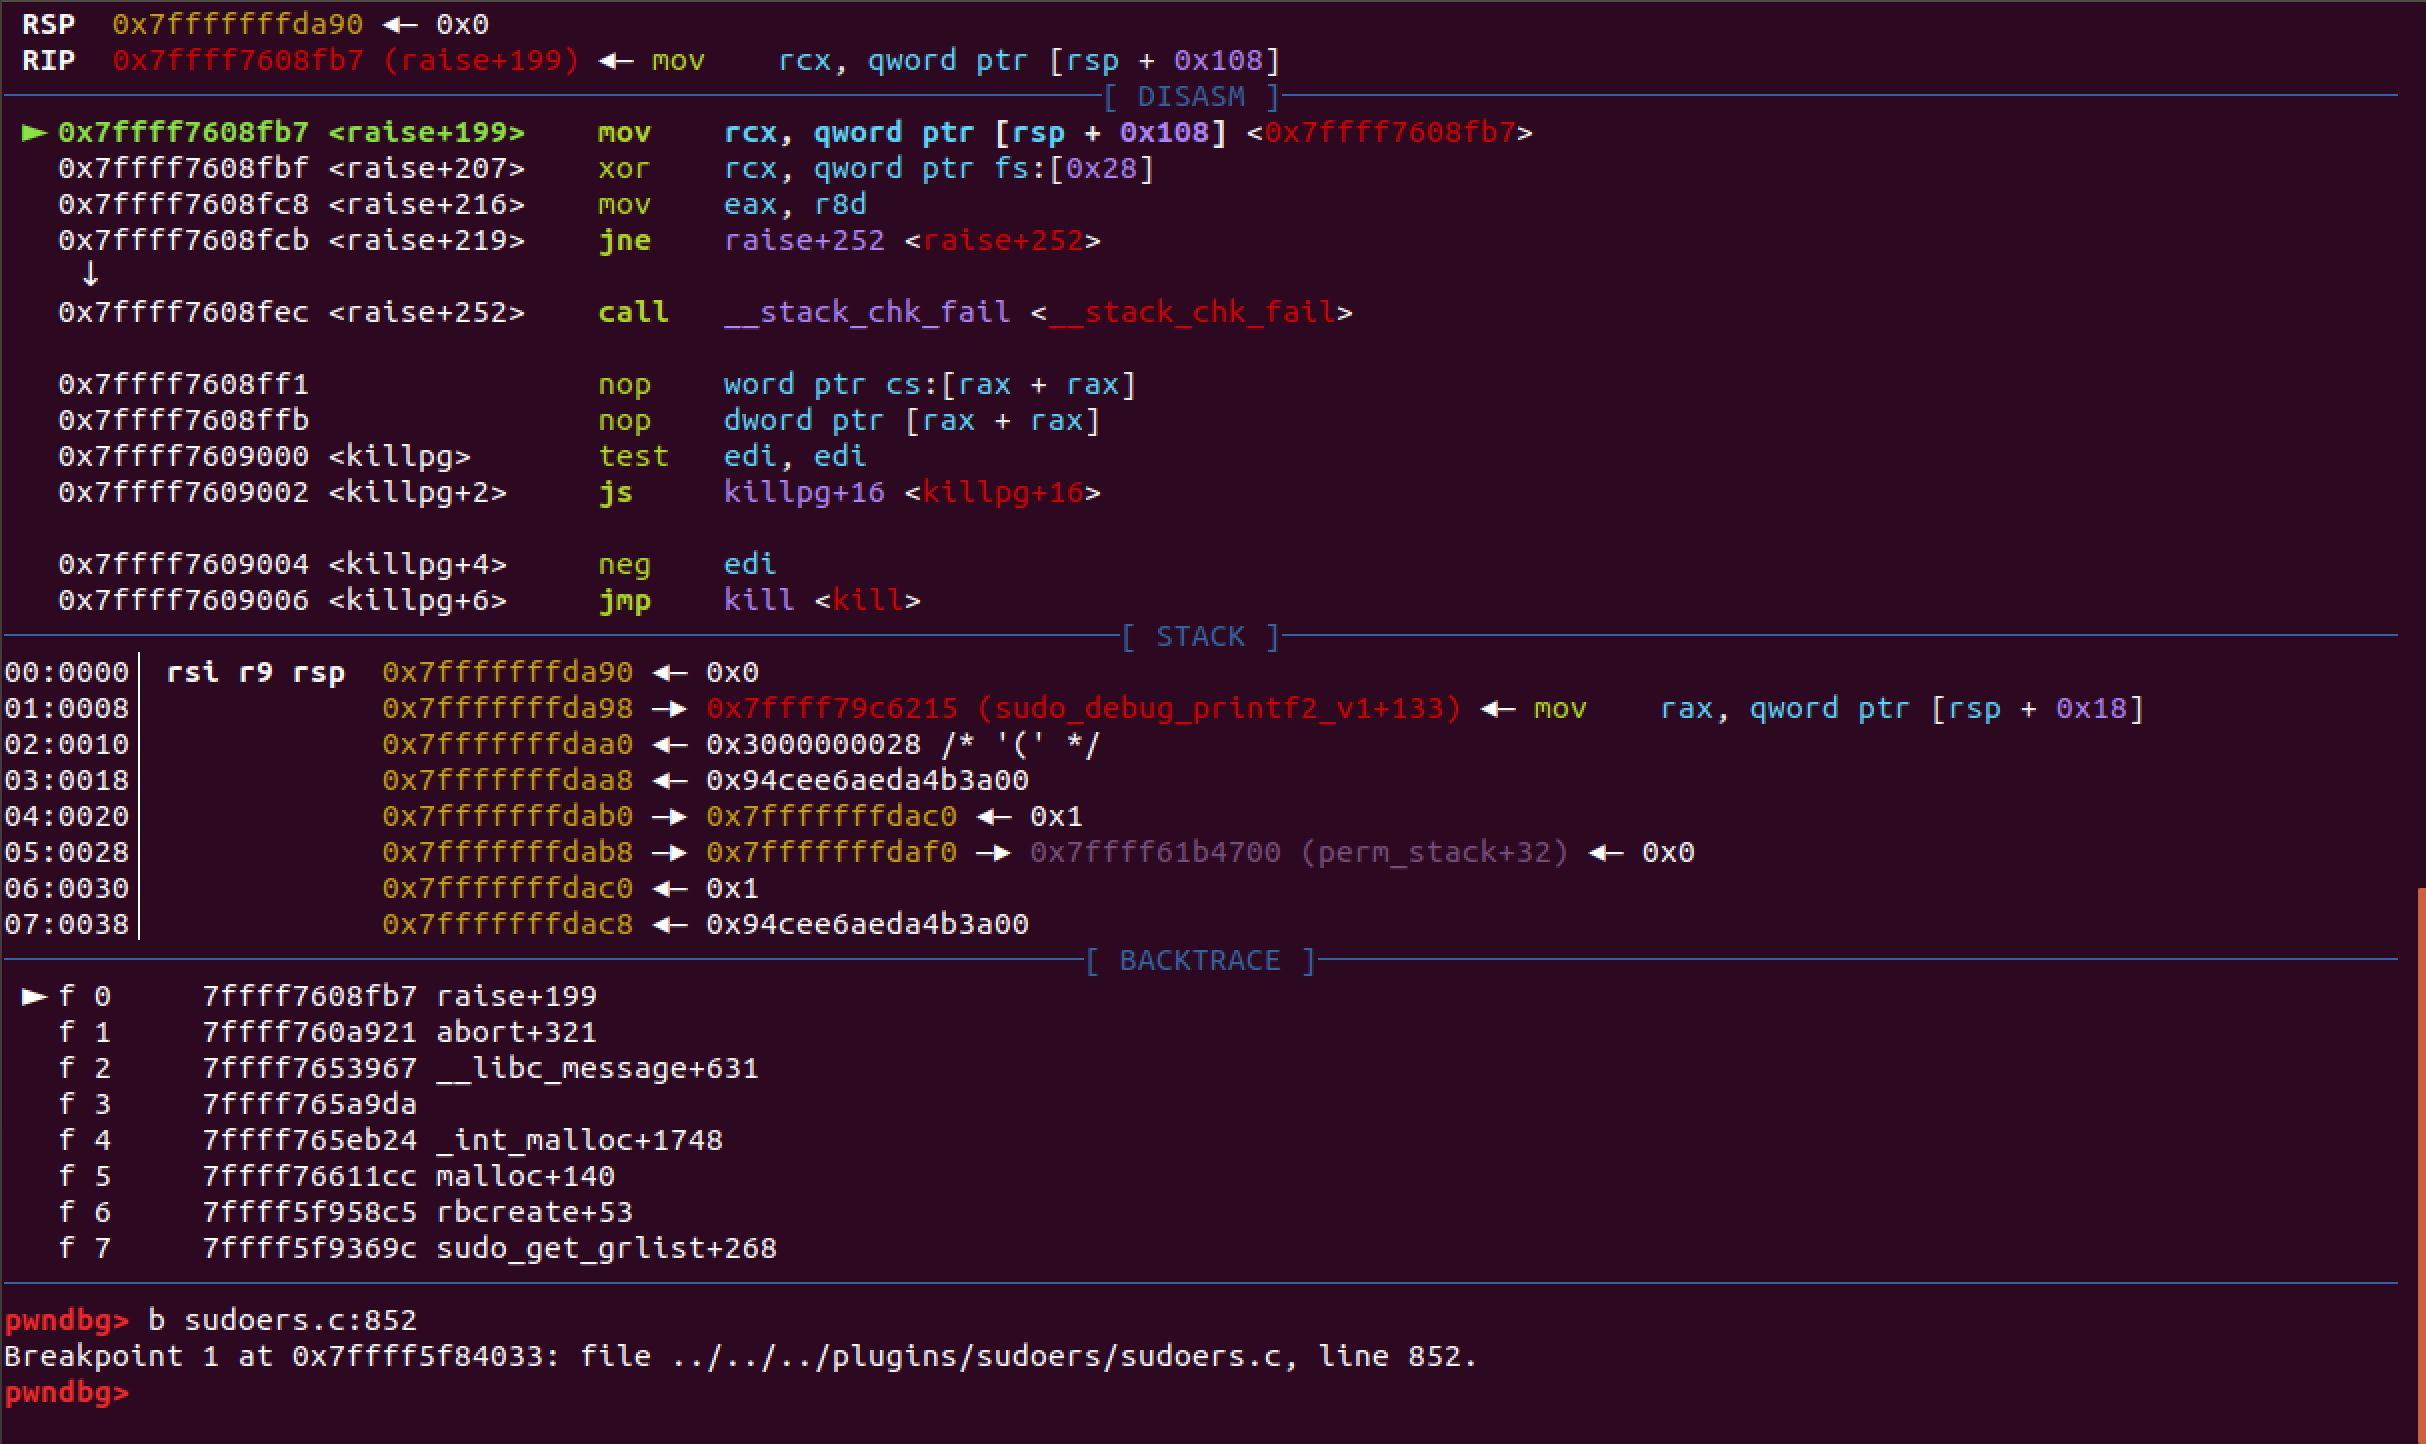 RSP  0x7fffffffda90 ◂— 0x0
RIP  0x7ffff7608fb7 (raise+199) ◂— mov    rcx, qword ptr [rsp + 0x108]
[ DISASM ]
► 0x7ffff7608fb7 <raise+199>    mov    rcx, qword ptr [rsp + 0x108] <0x7ffff7608fb7>
0x7ffff7608fbf <raise+207>    xor    rcx, qword ptr fs:[0x28]
0x7ffff7608fc8 <raise+216>    mov    eax, r8d
0x7ffff7608fcb <raise+219>    jne    raise+252 <raise+252>
↓
0x7ffff7608fec <raise+252>    call   __stack_chk_fail <__stack_chk_fail>
0x7ffff7608ff1                nop    word ptr cs:[rax + rax]
0x7ffff7608ffb                nop    dword ptr [rax + rax]
0x7ffff7609000 <killpg>       test   edi, edi
0x7ffff7609002 <killpg+2>     js     killpg+16 <killpg+16>
0x7ffff7609004 <killpg+4>     neg    edi
0x7ffff7609006 <killpg+6>     jmp    kill <kill>
[ STACK ]
00:0000│ rsi r9 rsp  0x7fffffffda90 ◂— 0x0
01:0008│             0x7fffffffda98 —▸ 0x7ffff79c6215 (sudo_debug_printf2_v1+133) ◂— mov    rax, qword ptr [rsp + 0x18]
02:0010│             0x7fffffffdaa0 ◂— 0x3000000028 /* '(' */
03:0018│             0x7fffffffdaa8 ◂— 0x94cee6aeda4b3a00
04:0020│             0x7fffffffdab0 —▸ 0x7fffffffdac0 ◂— 0x1
05:0028│             0x7fffffffdab8 —▸ 0x7fffffffdaf0 —▸ 0x7ffff61b4700 (perm_stack+32) ◂— 0x0
06:0030│             0x7fffffffdac0 ◂— 0x1
07:0038│             0x7fffffffdac8 ◂— 0x94cee6aeda4b3a00
[ BACKTRACE ]
► f 0     7ffff7608fb7 raise+199
f 1     7ffff760a921 abort+321
f 2     7ffff7653967 __libc_message+631
f 3     7ffff765a9da
f 4     7ffff765eb24 _int_malloc+1748
f 5     7ffff76611cc malloc+140
f 6     7ffff5f958c5 rbcreate+53
f 7     7ffff5f9369c sudo_get_grlist+268
pwndbg> b sudoers.c:852
Breakpoint 1 at 0x7ffff5f84033: file ../../../plugins/sudoers/sudoers.c, line 852.
pwndbg>